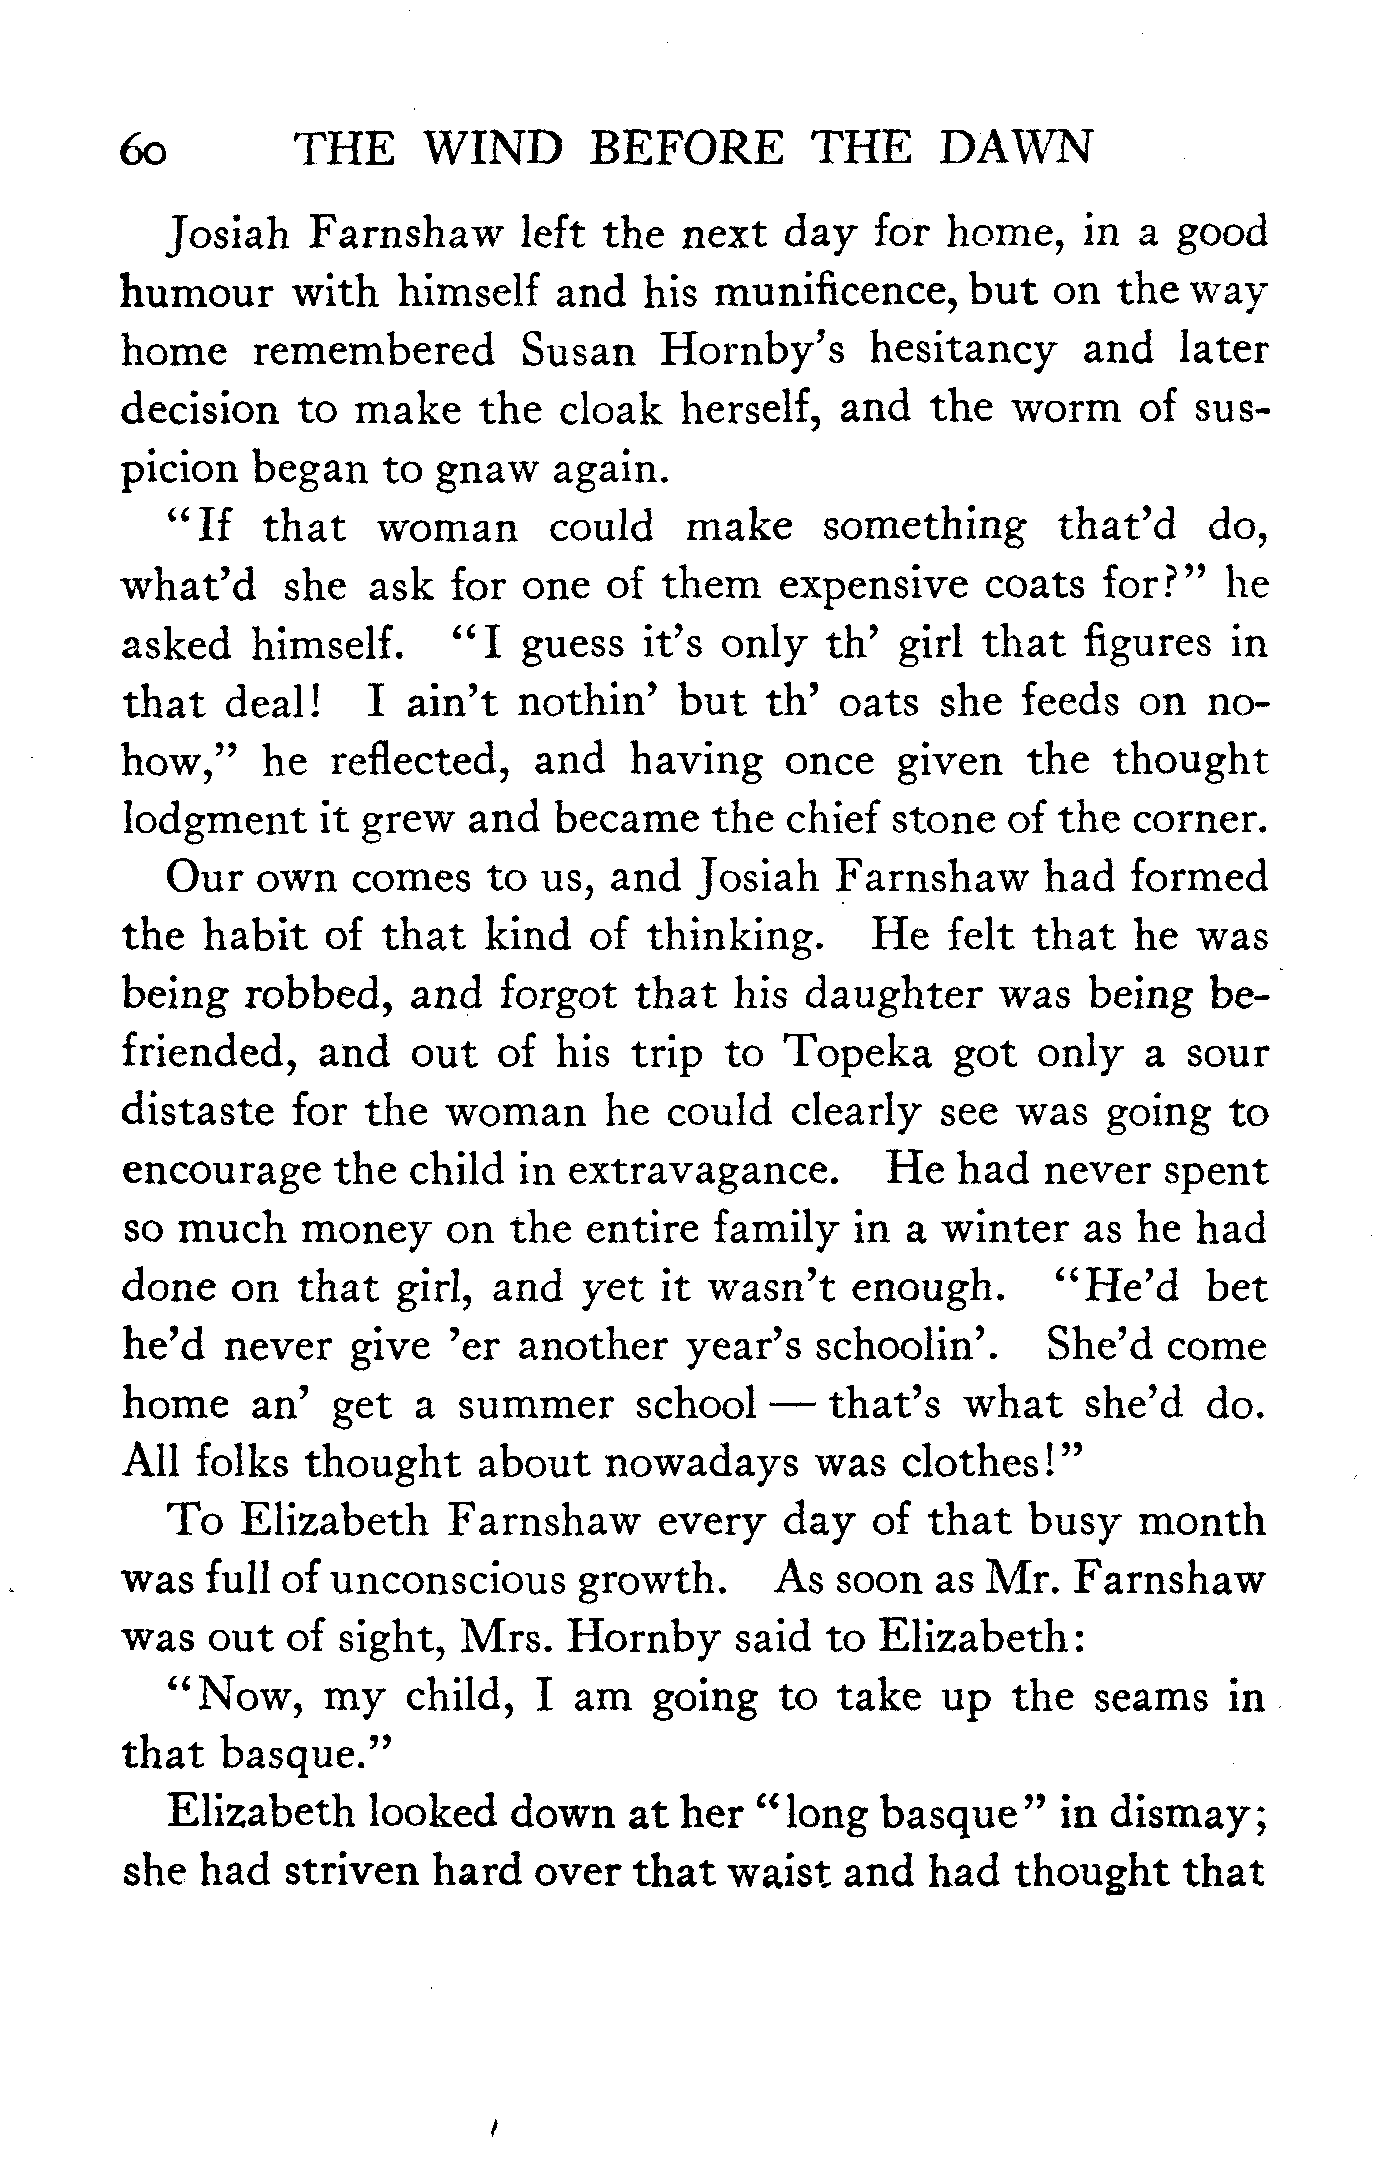 60 THE WIND BEFORE THE DAWN
Josiah Farnshaw left the next day for home, in a good
humour with himself and his munificence, but on the way
home remembered Susan Hornby's hesitancy and later
decision to make the cloak herself, and the worm of sus-
picion began to gnaw again.
"If that woman could make something that'd do,
what'd she ask for one of them expensive coats for?" he
asked himself. "I guess it's only th' girl that figures in
that deal! I ain't nothin' but th' oats she feeds on no-
how," he reflected, and having once given the thought
lodgment it grew and became the chief stone of the corner.
Our own comes to us, and Josiah Farnshaw had formed
the habit of that kind of thinking. He felt that he was
being robbed, and forgot that his daughter was being be-
friended, and out of his trip to Topeka got only a sour
distaste for the woman he could clearly see was going to
encourage the child in extravagance. He had never spent
so much money on the entire family in a winter as he had
done on that girl, and yet it wasn't enough. "He'd bet
he'd never give 'er another year's schoolin'. She'd come
home an' get a summer school — that's what she'd do.
All folks thought about nowadays was clothes!"
To Elizabeth Farnshaw every day of that busy month
was full of unconscious growth. As soon as Mr. Farnshaw
was out of sight, Mrs. Hornby said to Elizabeth:
"Now, my child, I am going to take up the seams in
that basque."
Elizabeth looked down at her "long basque" in dismay;
she had striven hard over that waist and had thought that